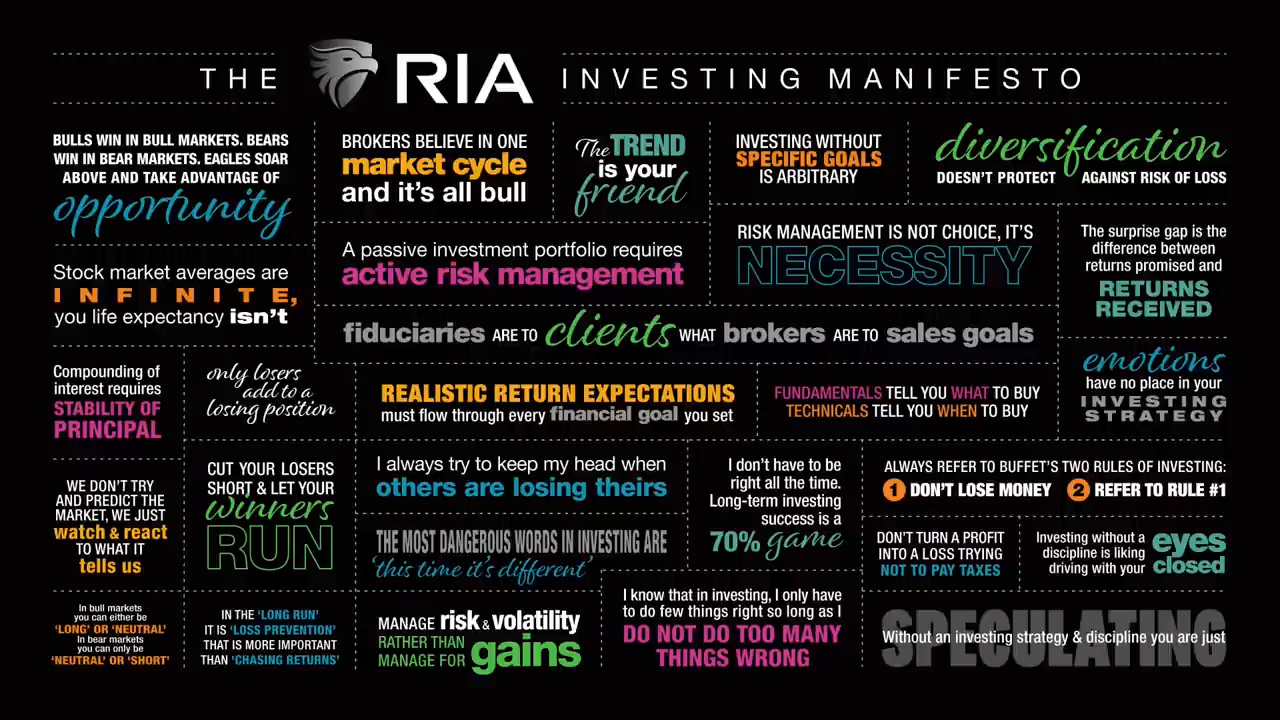 THE RIA INVESTING MANIFESTO
BULLS WIN IN BULL MARKETS. BEARS
WIN IN BEAR MARKETS. EAGLES SOAR
ABOVE AND TAKE ADVANTAGE OF
opportunity
BROKERS BELIEVE IN ONE
market cycle
and it's all bull
The TREND
is your
friend
INVESTING WITHOUT
SPECIFIC GOALS
IS ARBITRARY
diversification
DOESN'T PROTECT AGAINST RISK OF LOSS
Stock market averages are
INFINITE,
you life expectancy isn't
A passive investment portfolio requires
active risk management
RISK MANAGEMENT IS NOT CHOICE, IT'S
NECESSITY
The surprise gap is the
difference between
returns promised and
RETURNS
RECEIVED
fiduciaries ARE TO clients WHAT brokers ARE TO sales goals
Compounding of
interest requires
STABILITY OF
PRINCIPAL
only losers
add to a
losing position
REALISTIC RETURN EXPECTATIONS
must flow through every financial goal you set
FUNDAMENTALS TELL YOU WHAT TO BUY
TECHNICALS TELL YOU WHEN TO BUY
emotions
have no place in your
INVESTING
STRATEGY
WE DON'T TRY
AND PREDICT THE
MARKET, WE JUST
watch & react
TO WHAT IT
tells us
CUT YOUR LOSERS
SHORT & LET YOUR
winners
RUN
I always try to keep my head when
others are losing theirs
I don't have to be
right all the time.
Long-term investing
success is a
70% game
ALWAYS REFER TO BUFFET'S TWO RULES OF INVESTING:
1 DON'T LOSE MONEY 2 REFER TO RULE #1
THE MOST DANGEROUS WORDS IN INVESTING ARE
'this time it's different'
DON'T TURN A PROFIT
INTO A LOSS TRYING
NOT TO PAY TAXES
Investing without a
discipline is liking
driving with your
eyes
closed
In bull markets
you can either be
'LONG' OR 'NEUTRAL'
In bear markets
you can only be
'NEUTRAL' OR 'SHORT'
IN THE 'LONG RUN'
IT IS 'LOSS PREVENTION'
THAT IS MORE IMPORTANT
THAN 'CHASING RETURNS'
MANAGE risk & volatility
RATHER THAN
MANAGE FOR gains
I know that in investing, I only have
to do few things right so long as I
DO NOT DO TOO MANY
THINGS WRONG
Without an investing strategy & discipline you are just
SPECULATING